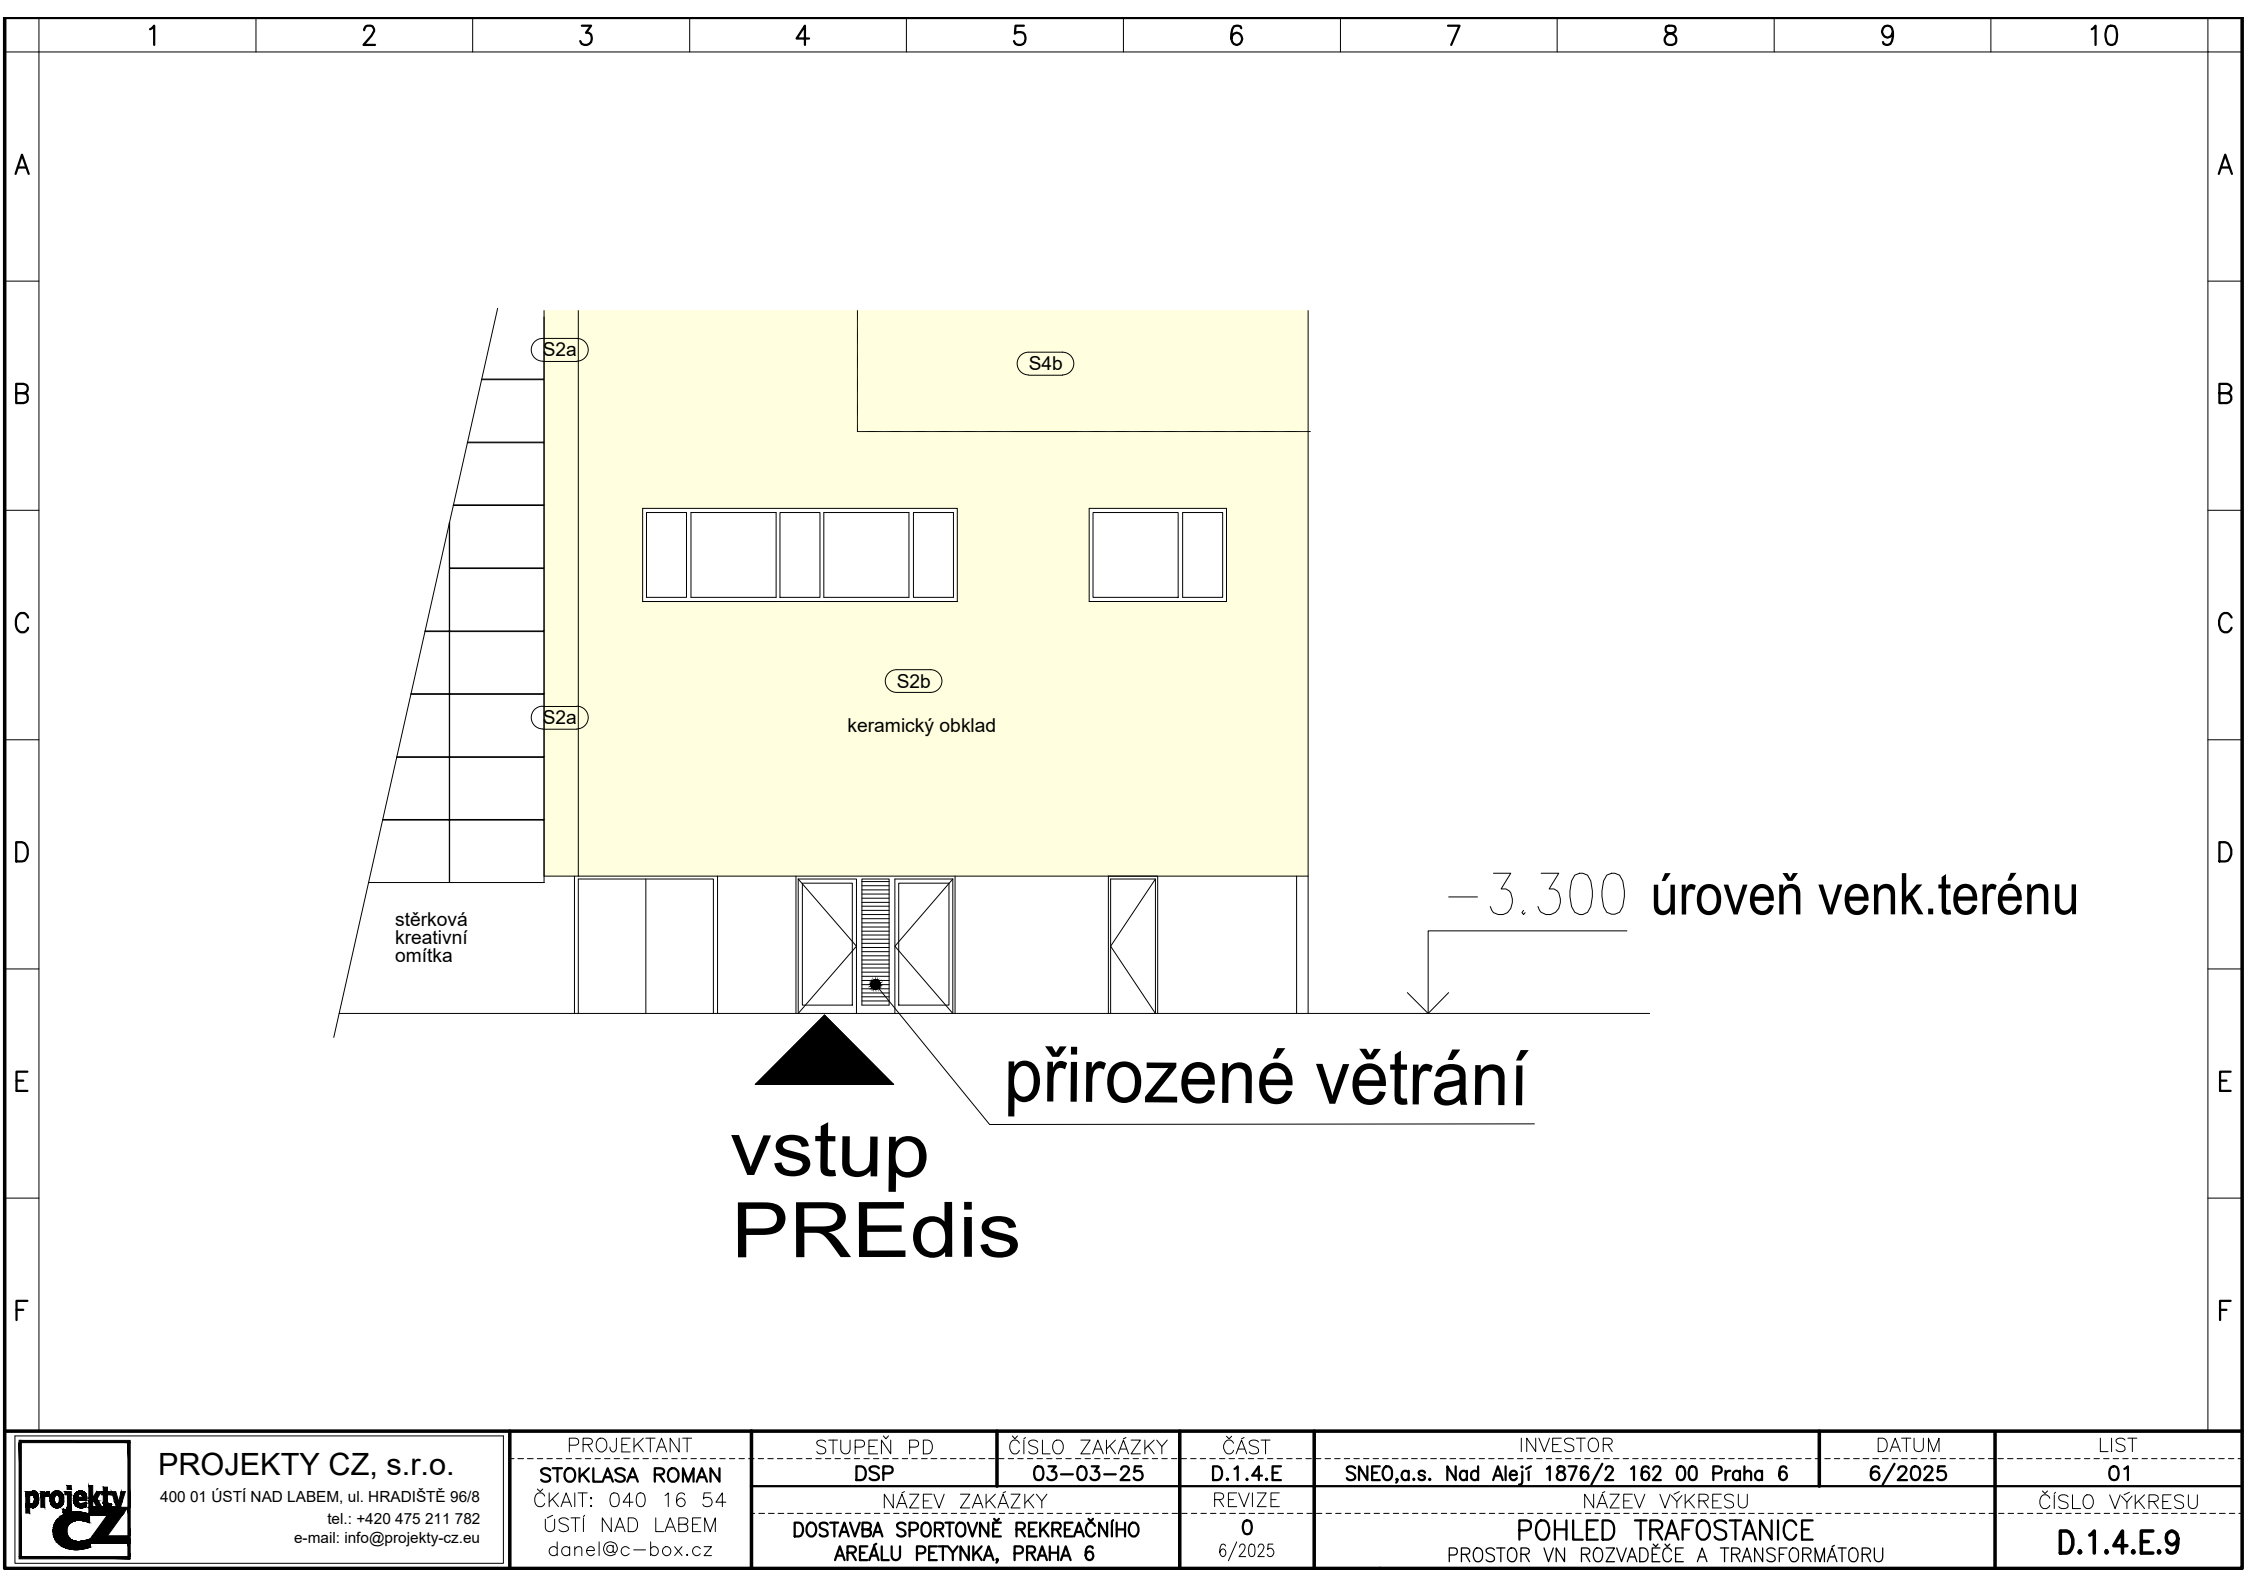 1 2 3 4 5 6 7 8 9 10
A A
S2a
S4b
B B
C C
S2b
S2a
keramický obklad
D D
-3.300 úroveň venk.terénu
stěrková
kreativní
omítka
přirozené větrání
E E
vstup
PREdis
F F
projekty
CZ
PROJEKTY CZ, s.r.o.
400 01 ÚSTÍ NAD LABEM, ul. HRADIŠTĚ 96/8
tel.: +420 475 211 782
e-mail: info@projekty-cz.eu
PROJEKTANT
STOKLASA ROMAN
ČKAIT: 040 16 54
ÚSTÍ NAD LABEM
danel@c-box.cz
STUPEŇ PD
DSP
ČÍSLO ZAKÁZKY
03-03-25
NÁZEV ZAKÁZKY
DOSTAVBA SPORTOVNĚ REKREAČNÍHO
AREÁLU PETYNKA, PRAHA 6
ČÁST
D.1.4.E
REVIZE
0
6/2025
INVESTOR
SNEO,a.s. Nad Alejí 1876/2 162 00 Praha 6
NÁZEV VÝKRESU
POHLED TRAFOSTANICE
PROSTOR VN ROZVADĚČE A TRANSFORMÁTORU
DATUM
6/2025
LIST
01
ČÍSLO VÝKRESU
D.1.4.E.9